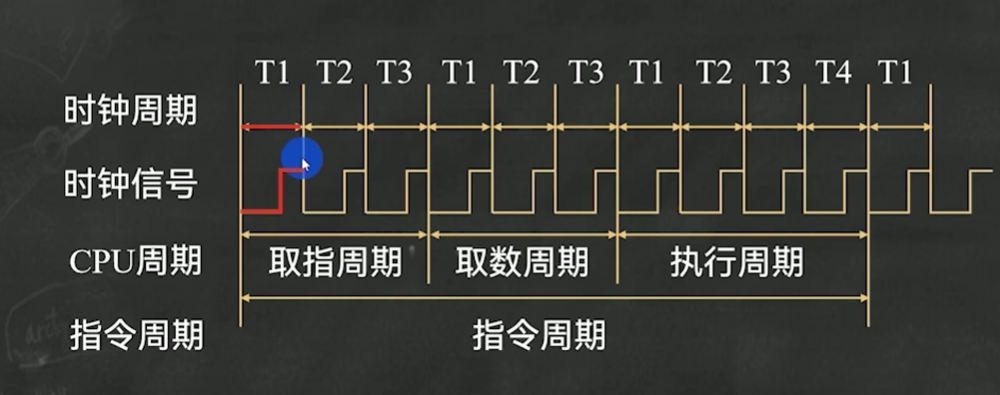 T1 T2 T3 T1 T2 T3 T1 T2 T3 T4 T1
时钟周期
时钟信号
CPU周期 取指周期 取数周期 执行周期
指令周期 指令周期